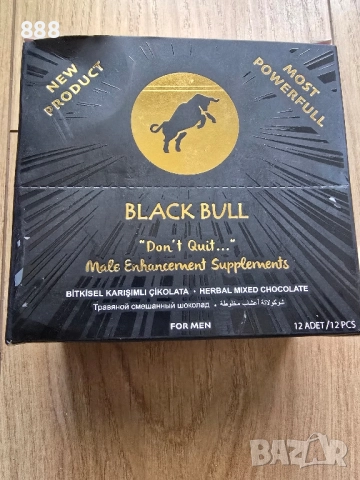 888
NEW
PRODUCT
MOST
POWERFULL
BLACK BULL
"Don't Quit..."
Male Enhancement Supplements
BİTKİSEL KARIŞIMLI ÇİKOLATA - HERBAL MIXED CHOCOLATE
Травяной смешанный шоколад شوكولاتة أعشاب مخلوطة
FOR MEN
12 ADET/12 PCS
BAZAR